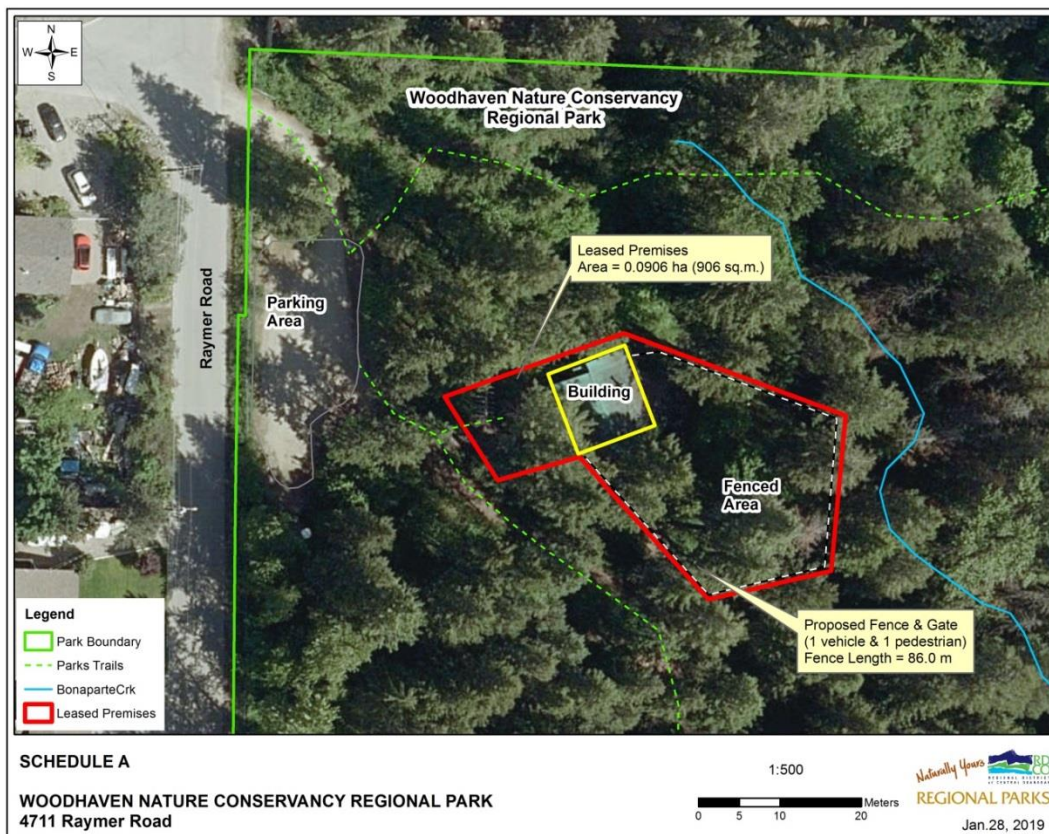 N
W E
S
Woodhaven Nature Conservancy
Regional Park
Leased Premises
Area = 0.0906 ha (906 sq.m.)
Raymer Road
Parking
Area
Building
Fenced
Area
Proposed Fence & Gate
(1 vehicle & 1 pedestrian)
Fence Length = 86.0 m
Legend
Park Boundary
Parks Trails
BonaparteCrk
Leased Premises
SCHEDULE A
WOODHAVEN NATURE CONSERVANCY REGIONAL PARK
4711 Raymer Road
1:500
0 5 10 20
Meters
Naturally Yours
REGIONAL PARKS
Jan.28, 2019